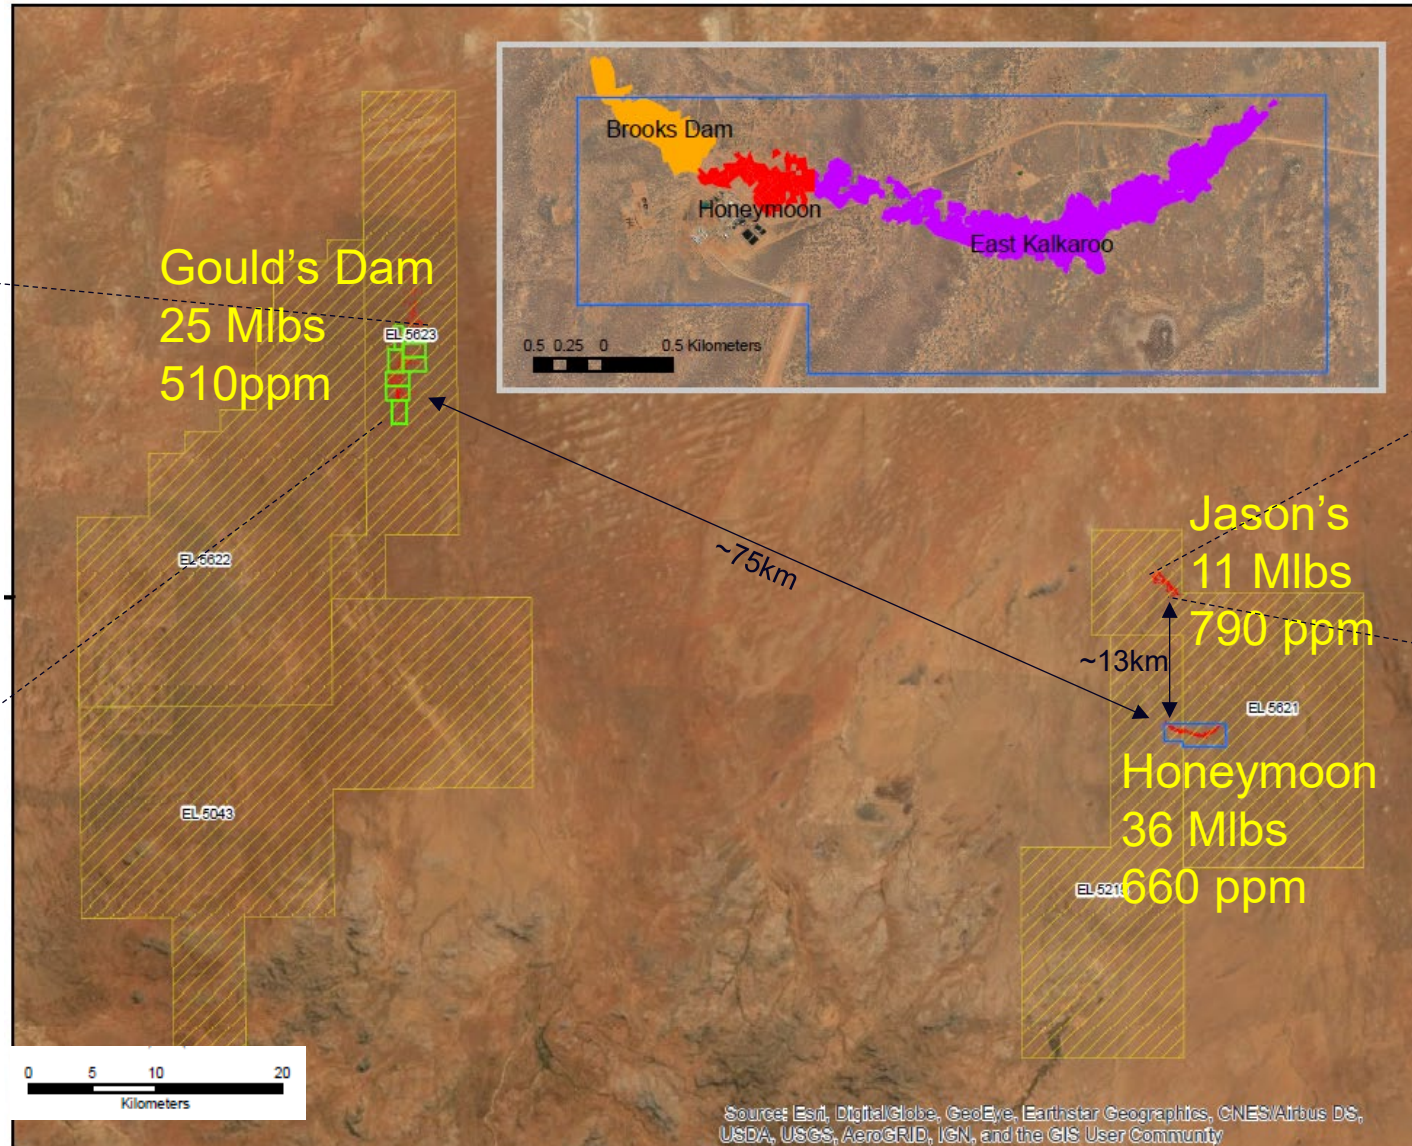 Brooks Dam
Honeymoon
East Kalkaroo
0.5 0.25 0 0.5 Kilometers
Gould's Dam
25 Mlbs
510ppm
EL 5623
EL 5622
~75km
Jason's
11 Mlbs
790 ppm
~13km
EL 5621
Honeymoon
36 Mlbs
660 ppm
EL 5043
0 5 10 20
Kilometers
Source: Esri, DigitalGlobe, GeoEye, Earthstar Geographics, CNES/Airbus DS,
USDA, USGS, AeroGRID, IGN, and the GIS User Community